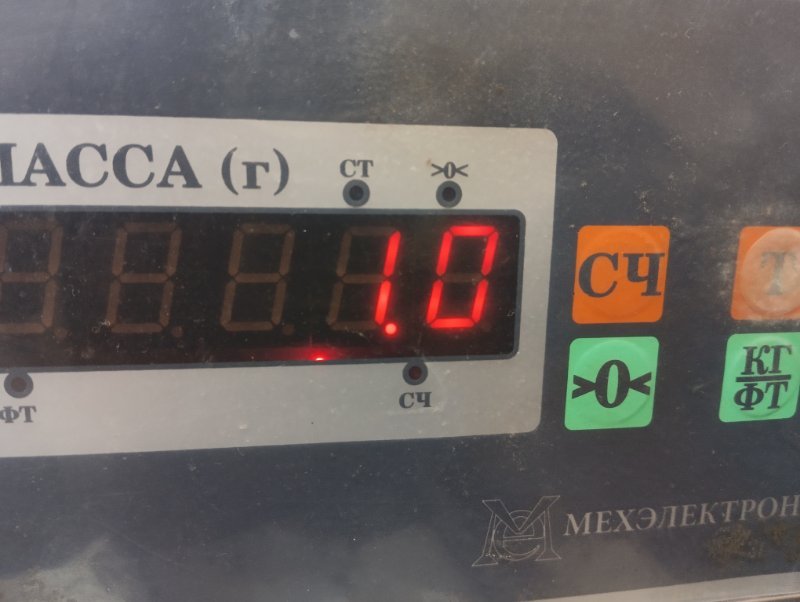 МАССА (г)
СТ
>0<
1.0
ФТ
СЧ
СЧ
Т
>0<
КГ
ФТ
МЕХЭЛЕКТРОН